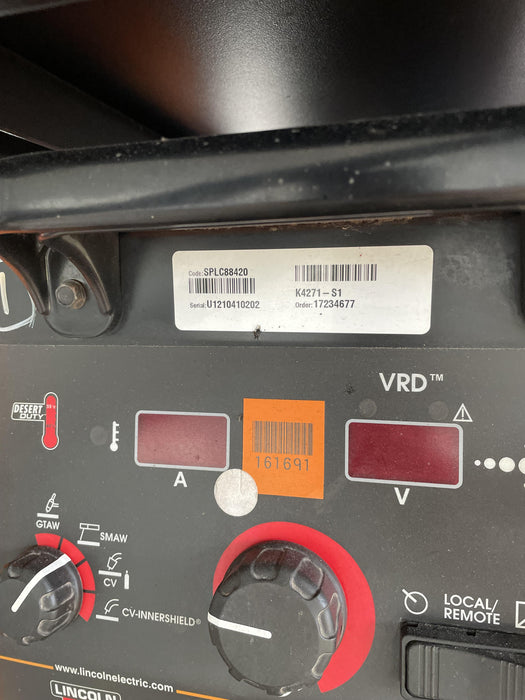 Code: SPLC88420
K4271-S1
Serial: U1210410202
Order: 17234677
VRD™
DESERT
DUTY
161691
A
V
GTAW
SMAW
CV
CV-INNERSHIELD®
LOCAL/
REMOTE
www.lincolnelectric.com
LINCOLN